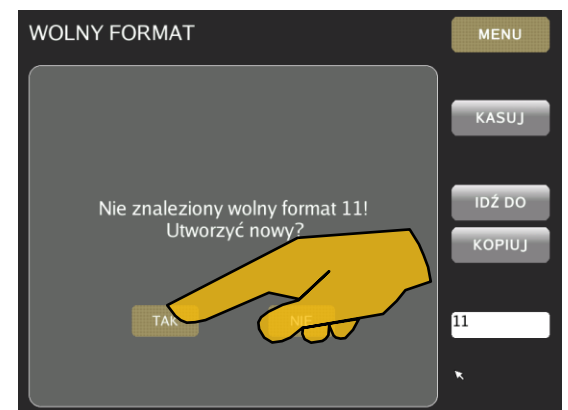 WOLNY FORMAT
MENU
KASUJ
Nie znaleziony wolny format 11!
Utworzyć nowy?
IDŹ DO
KOPIUJ
TAK
NIE
11